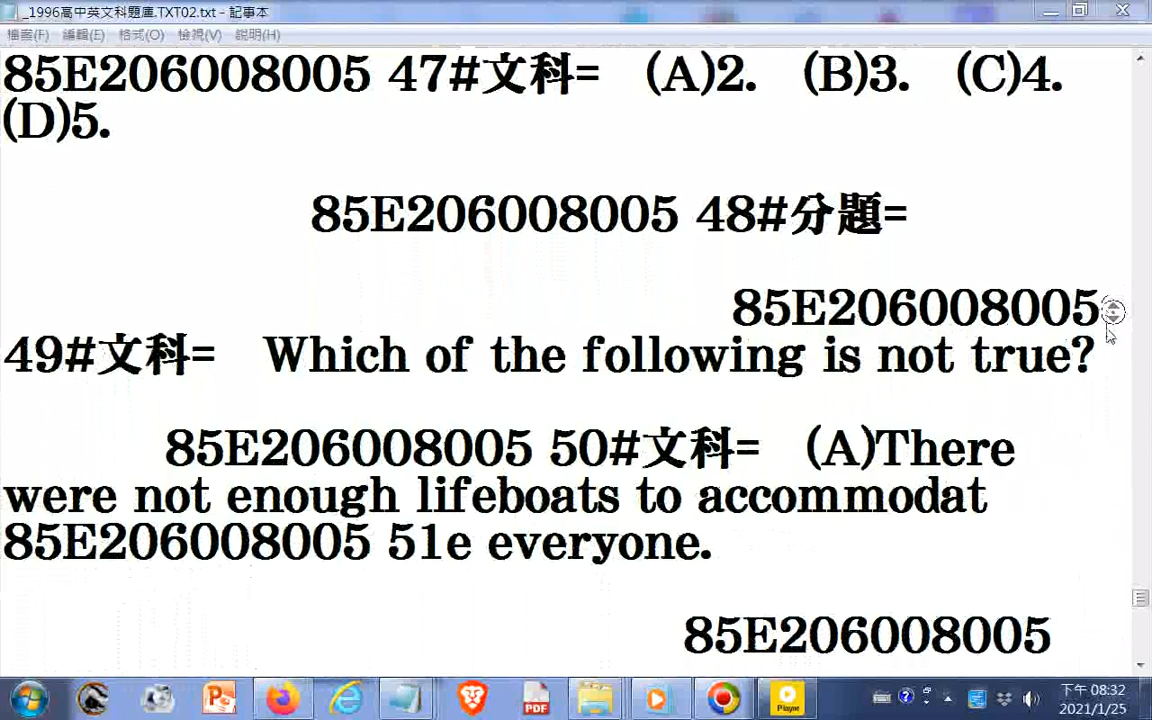 _1996高中英文科題庫.TXT02.txt - 記事本
檔案(F) 編輯(E) 格式(O) 檢視(V) 說明(H)
85E206008005 47#文科= (A)2. (B)3. (C)4.
(D)5.
85E206008005 48#分題=
85E206008005
49#文科= Which of the following is not true?
85E206008005 50#文科= (A)There
were not enough lifeboats to accommodat
85E206008005 51e everyone.
85E206008005
PDF
Player
下午 08:32
2021/1/25